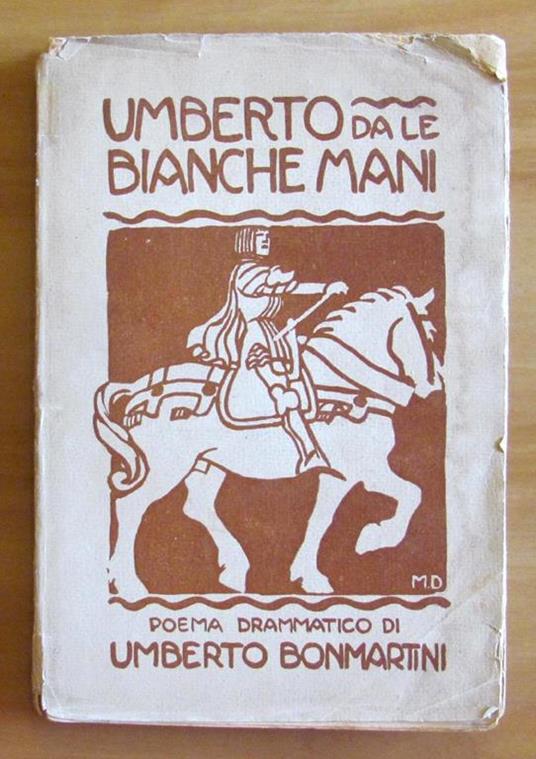 UMBERTO DA LE
BIANCHE MANI
M.D
POEMA DRAMMATICO DI
UMBERTO BONMARTINI